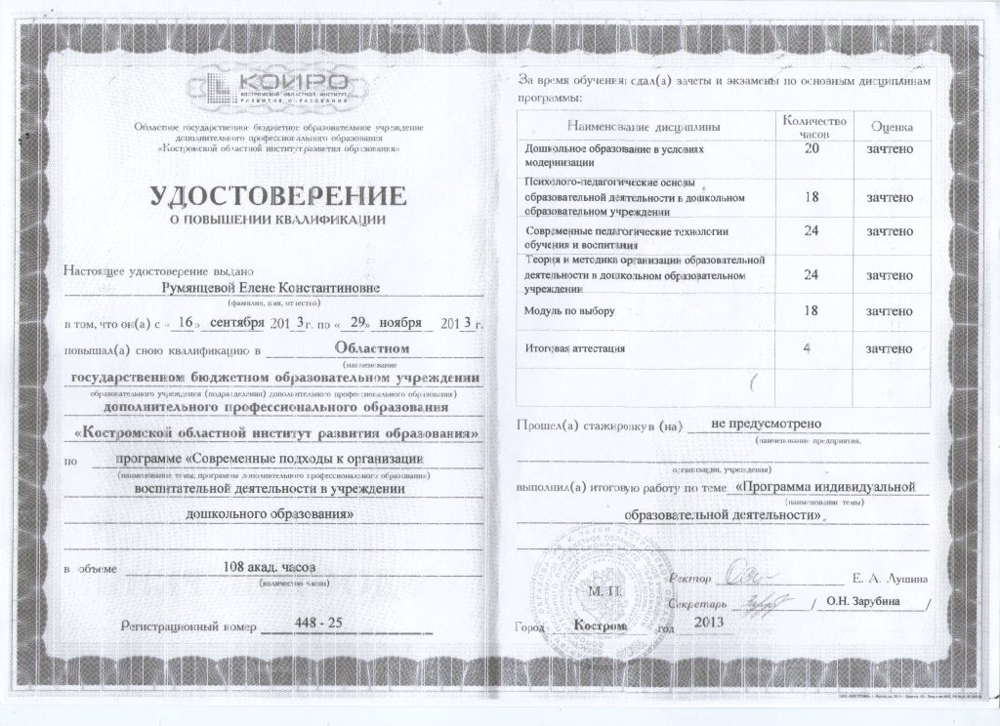 КОИРО
КОСТРОМСКОЙ ОБЛАСТНОЙ ИНСТИТУТ
РАЗВИТИЯ ОБРАЗОВАНИЯ
Областное государственное бюджетное образовательное учреждение
дополнительного профессионального образования
«Костромской областной институт развития образования»
УДОСТОВЕРЕНИЕ
О ПОВЫШЕНИИ КВАЛИФИКАЦИИ
Настоящее удостоверение выдано
Румянцевой Елене Константиновне
(фамилия, имя, отчество)
в том, что он(а) с «16» сентября 2013 г. по «29» ноября 2013 г.
повышал(а) свою квалификацию в Областном
(наименование
государственном бюджетном образовательном учреждении
образовательного учреждения (подразделения) дополнительного профессионального образования)
дополнительного профессионального образования
«Костромской областной институт развития образования»
по программе «Современные подходы к организации
(наименование темы, программы дополнительного профессионального образования)
воспитательной деятельности в учреждении
дошкольного образования»
в объеме 108 акад. часов
(количество часов)
Регистрационный номер 448 - 25
За время обучения сдал(а) зачеты и экзамены по основным дисциплинам
программы:
Наименование дисциплины Количество часов Оценка
Дошкольное образование в условиях 20 зачтено
модернизации
Психолого-педагогические основы
образовательной деятельности в дошкольном 18 зачтено
образовательном учреждении
Современные педагогические технологии 24 зачтено
обучения и воспитания
Теория и методика организации образовательной
деятельности в дошкольном образовательном 24 зачтено
учреждении
Модуль по выбору 18 зачтено
Итоговая аттестация 4 зачтено
Прошел(а) стажировку в (на) не предусмотрено
(наименование предприятия,
организации, учреждения)
выполнил(а) итоговую работу по теме «Программа индивидуальной
(наименование темы)
образовательной деятельности»
Ректор Е. А. Лушина
М. П.
Секретарь / О.Н. Зарубина /
Город Костром год 2013